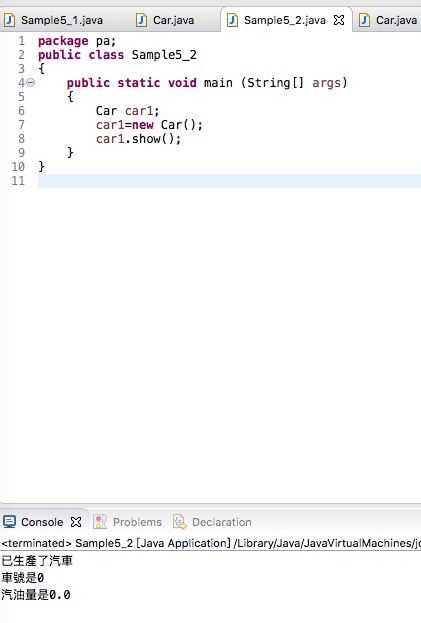 Sample5_1.java Car.java Sample5_2.java Car.java
1 package pa;
2 public class Sample5_2
3 {
4 public static void main (String[] args)
5 {
6 Car car1;
7 car1=new Car();
8 car1.show();
9 }
10 }
11
Console Problems Declaration
<terminated> Sample5_2 [Java Application] /Library/Java/JavaVirtualMachines/
已生產了汽車
車號是0
汽油量是0.0